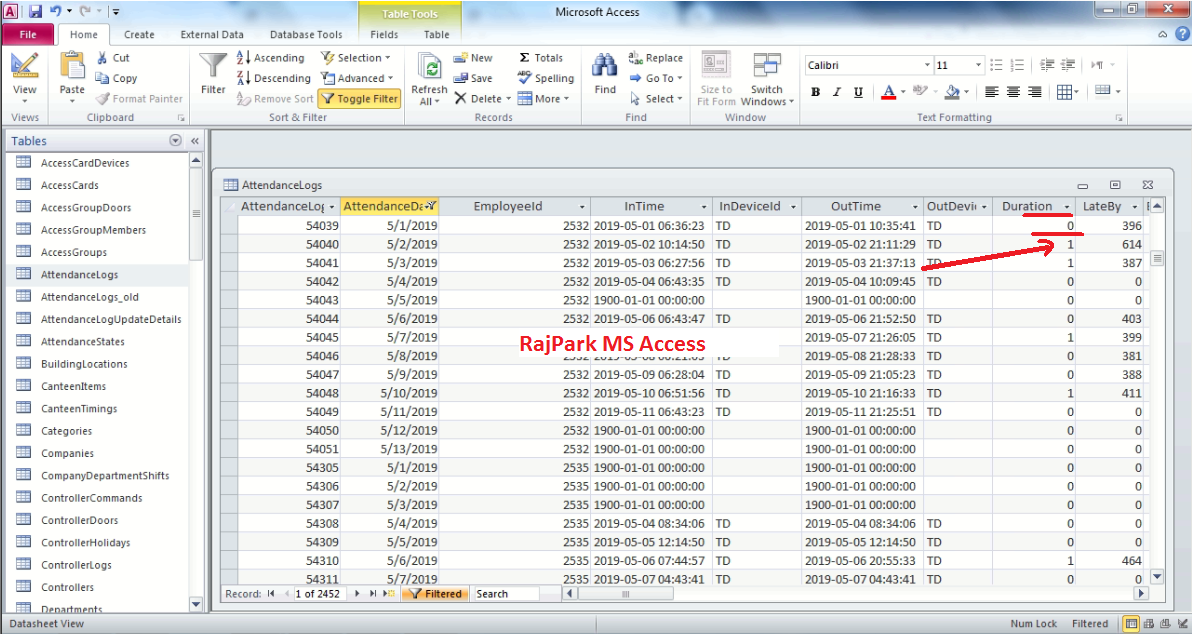 Table Tools
Microsoft Access
File Home Create External Data Database Tools Fields Table
View
Views
Paste
Cut
Copy
Format Painter
Clipboard
Filter
Ascending
Descending
Remove Sort
Selection
Advanced
Toggle Filter
Sort & Filter
Refresh All
New
Save
Delete
Totals
Spelling
More
Records
Find
Replace
Go To
Select
Find
Size to Fit Form
Switch Windows
Window
Calibri 11
B I U A
Text Formatting
Tables
AccessCardDevices
AccessCards
AccessGroupDoors
AccessGroupMembers
AccessGroups
AttendanceLogs
AttendanceLogs_old
AttendanceLogUpdateDetails
AttendanceStates
BuildingLocations
CanteenItems
CanteenTimings
Categories
Companies
CompanyDepartmentShifts
ControllerCommands
ControllerDoors
ControllerHolidays
ControllerLogs
Controllers
Departments
AttendanceLogs
AttendanceLog AttendanceDa EmployeeId InTime InDeviceId OutTime OutDevic Duration LateBy
54039 5/1/2019 2532 2019-05-01 06:36:23 TD 2019-05-01 10:35:41 TD 0 396
54040 5/2/2019 2532 2019-05-02 10:14:50 TD 2019-05-02 21:11:29 TD 1 614
54041 5/3/2019 2532 2019-05-03 06:27:56 TD 2019-05-03 21:37:13 TD 1 387
54042 5/4/2019 2532 2019-05-04 06:43:35 TD 2019-05-04 10:09:45 TD 0 0
54043 5/5/2019 2532 1900-01-01 00:00:00 1900-01-01 00:00:00 0 0
54044 5/6/2019 2532 2019-05-06 06:43:47 TD 2019-05-06 21:52:50 TD 0 403
54045 5/7/2019 2019-05-07 21:26:05 TD 1 399
RajPark MS Access
54046 5/8/2019 2532 2019-05-08 06:21:03 TD 2019-05-08 21:28:33 TD 0 381
54047 5/9/2019 2532 2019-05-09 06:28:04 TD 2019-05-09 21:05:23 TD 0 388
54048 5/10/2019 2532 2019-05-10 06:51:56 TD 2019-05-10 21:16:33 TD 1 411
54049 5/11/2019 2532 2019-05-11 06:43:23 TD 2019-05-11 21:25:51 TD 0 0
54050 5/12/2019 2532 1900-01-01 00:00:00 1900-01-01 00:00:00 0 0
54051 5/13/2019 2532 1900-01-01 00:00:00 1900-01-01 00:00:00 0 0
54305 5/1/2019 2535 1900-01-01 00:00:00 1900-01-01 00:00:00 0 0
54306 5/2/2019 2535 1900-01-01 00:00:00 1900-01-01 00:00:00 0 0
54307 5/3/2019 2535 1900-01-01 00:00:00 1900-01-01 00:00:00 0 0
54308 5/4/2019 2535 2019-05-04 08:34:06 TD 2019-05-04 08:34:06 TD 0 0
54309 5/5/2019 2535 2019-05-05 12:14:50 TD 2019-05-05 12:14:50 TD 0 0
54310 5/6/2019 2535 2019-05-06 07:44:57 TD 2019-05-06 20:55:33 TD 1 464
54311 5/7/2019 2535 2019-05-07 04:43:41 TD 2019-05-07 04:43:41 TD 0 0
Record: 1 of 2452 Filtered Search
Datasheet View Num Lock Filtered